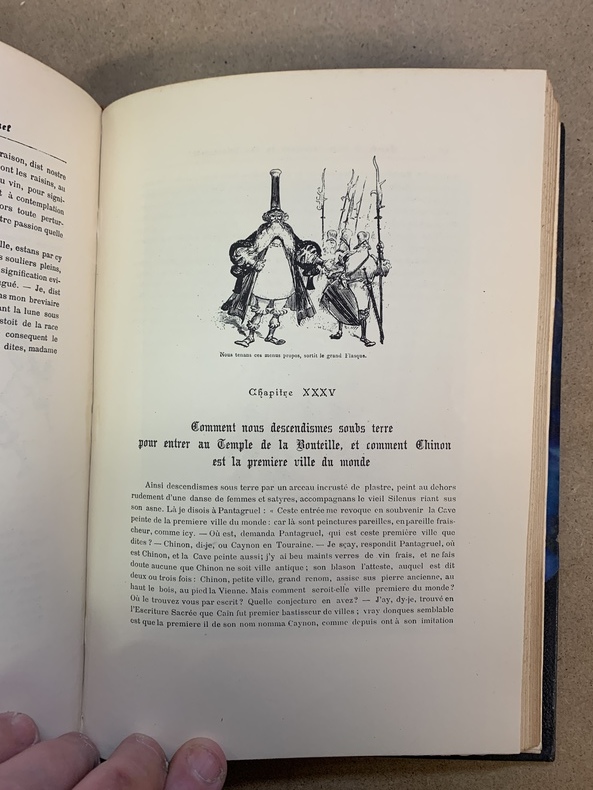 raison, dist nostre
ont les raisins, au
u vin, pour signi-
t à contemplation
ors toute pertur-
tre passion quelle
lle, estans par cy
s souliers pleins,
signification evi-
gué. — Je, dist
ns mon breviaire
ant la lune sous
stoit de la race
consequent le
dites, madame
Nous tenans ces menus propos, sortit le grand Flasque.
Chapitre XXXV
Comment nous descendismes soubs terre
pour entrer au Temple de la Bouteille, et comment Chinon
est la premiere ville du monde
Ainsi descendismes sous terre par un arceau incrusté de plastre, peint au dehors
rudement d'une danse de femmes et satyres, accompagnans le vieil Silenus riant sus
son asne. Là je disois à Pantagruel : « Ceste entrée me revoque en soubvenir la Cave
peinte de la premiere ville du monde : car là sont peinctures pareilles, en pareille frais-
cheur, comme icy. — Où est, demanda Pantagruel, qui est ceste première ville que
dites ? — Chinon, di-je, ou Caynon en Touraine. — Je sçay, respondit Pantagruel, où
est Chinon, et la Cave peinte aussi; j'y ai beu maints verres de vin frais, et ne fais
doute aucune que Chinon ne soit ville antique ; son blason l'atteste, auquel est dit
deux ou trois fois : Chinon, petite ville, grand renom, assise sus pierre ancienne, au
haut le bois, au pied la Vienne. Mais comment seroit-elle ville premiere du monde ?
Où le trouvez vous par escrit ? Quelle conjecture en avez ? — J'ay, dy-je, trouvé en
l'Escriture Sacrée que Caïn fut premier bastisseur de villes ; vray donques semblable
est que la premiere il de son nom nomma Caynon, comme depuis ont à son imitation